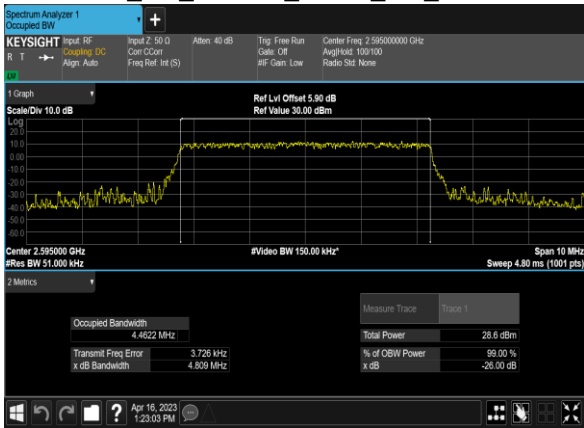 Spectrum Analyzer 1
Occupied BW
+
KEYSIGHT Input: RF Input Z: 50 Ω Atten: 40 dB Trig: Free Run Center Freq: 2.595000000 GHz
R T Coupling: DC Corr CCorr Gate: Off Avg|Hold: 100/100
Align: Auto Freq Ref: Int (S) #IF Gain: Low Radio Std: None
1 Graph
Ref Lvl Offset 5.90 dB
Scale/Div 10.0 dB Ref Value 30.00 dBm
Log
20.0
10.0
0.00
-10.0
-20.0
-30.0
-40.0
-50.0
-60.0
Center 2.595000 GHz #Video BW 150.00 kHz* Span 10 MHz
#Res BW 51.000 kHz Sweep 4.80 ms (1001 pts)
2 Metrics
Measure Trace Trace 1
Occupied Bandwidth
4.4622 MHz
Total Power 28.6 dBm
Transmit Freq Error 3.726 kHz % of OBW Power 99.00 %
x dB Bandwidth 4.809 MHz x dB -26.00 dB
? Apr 16, 2023
1:23:03 PM